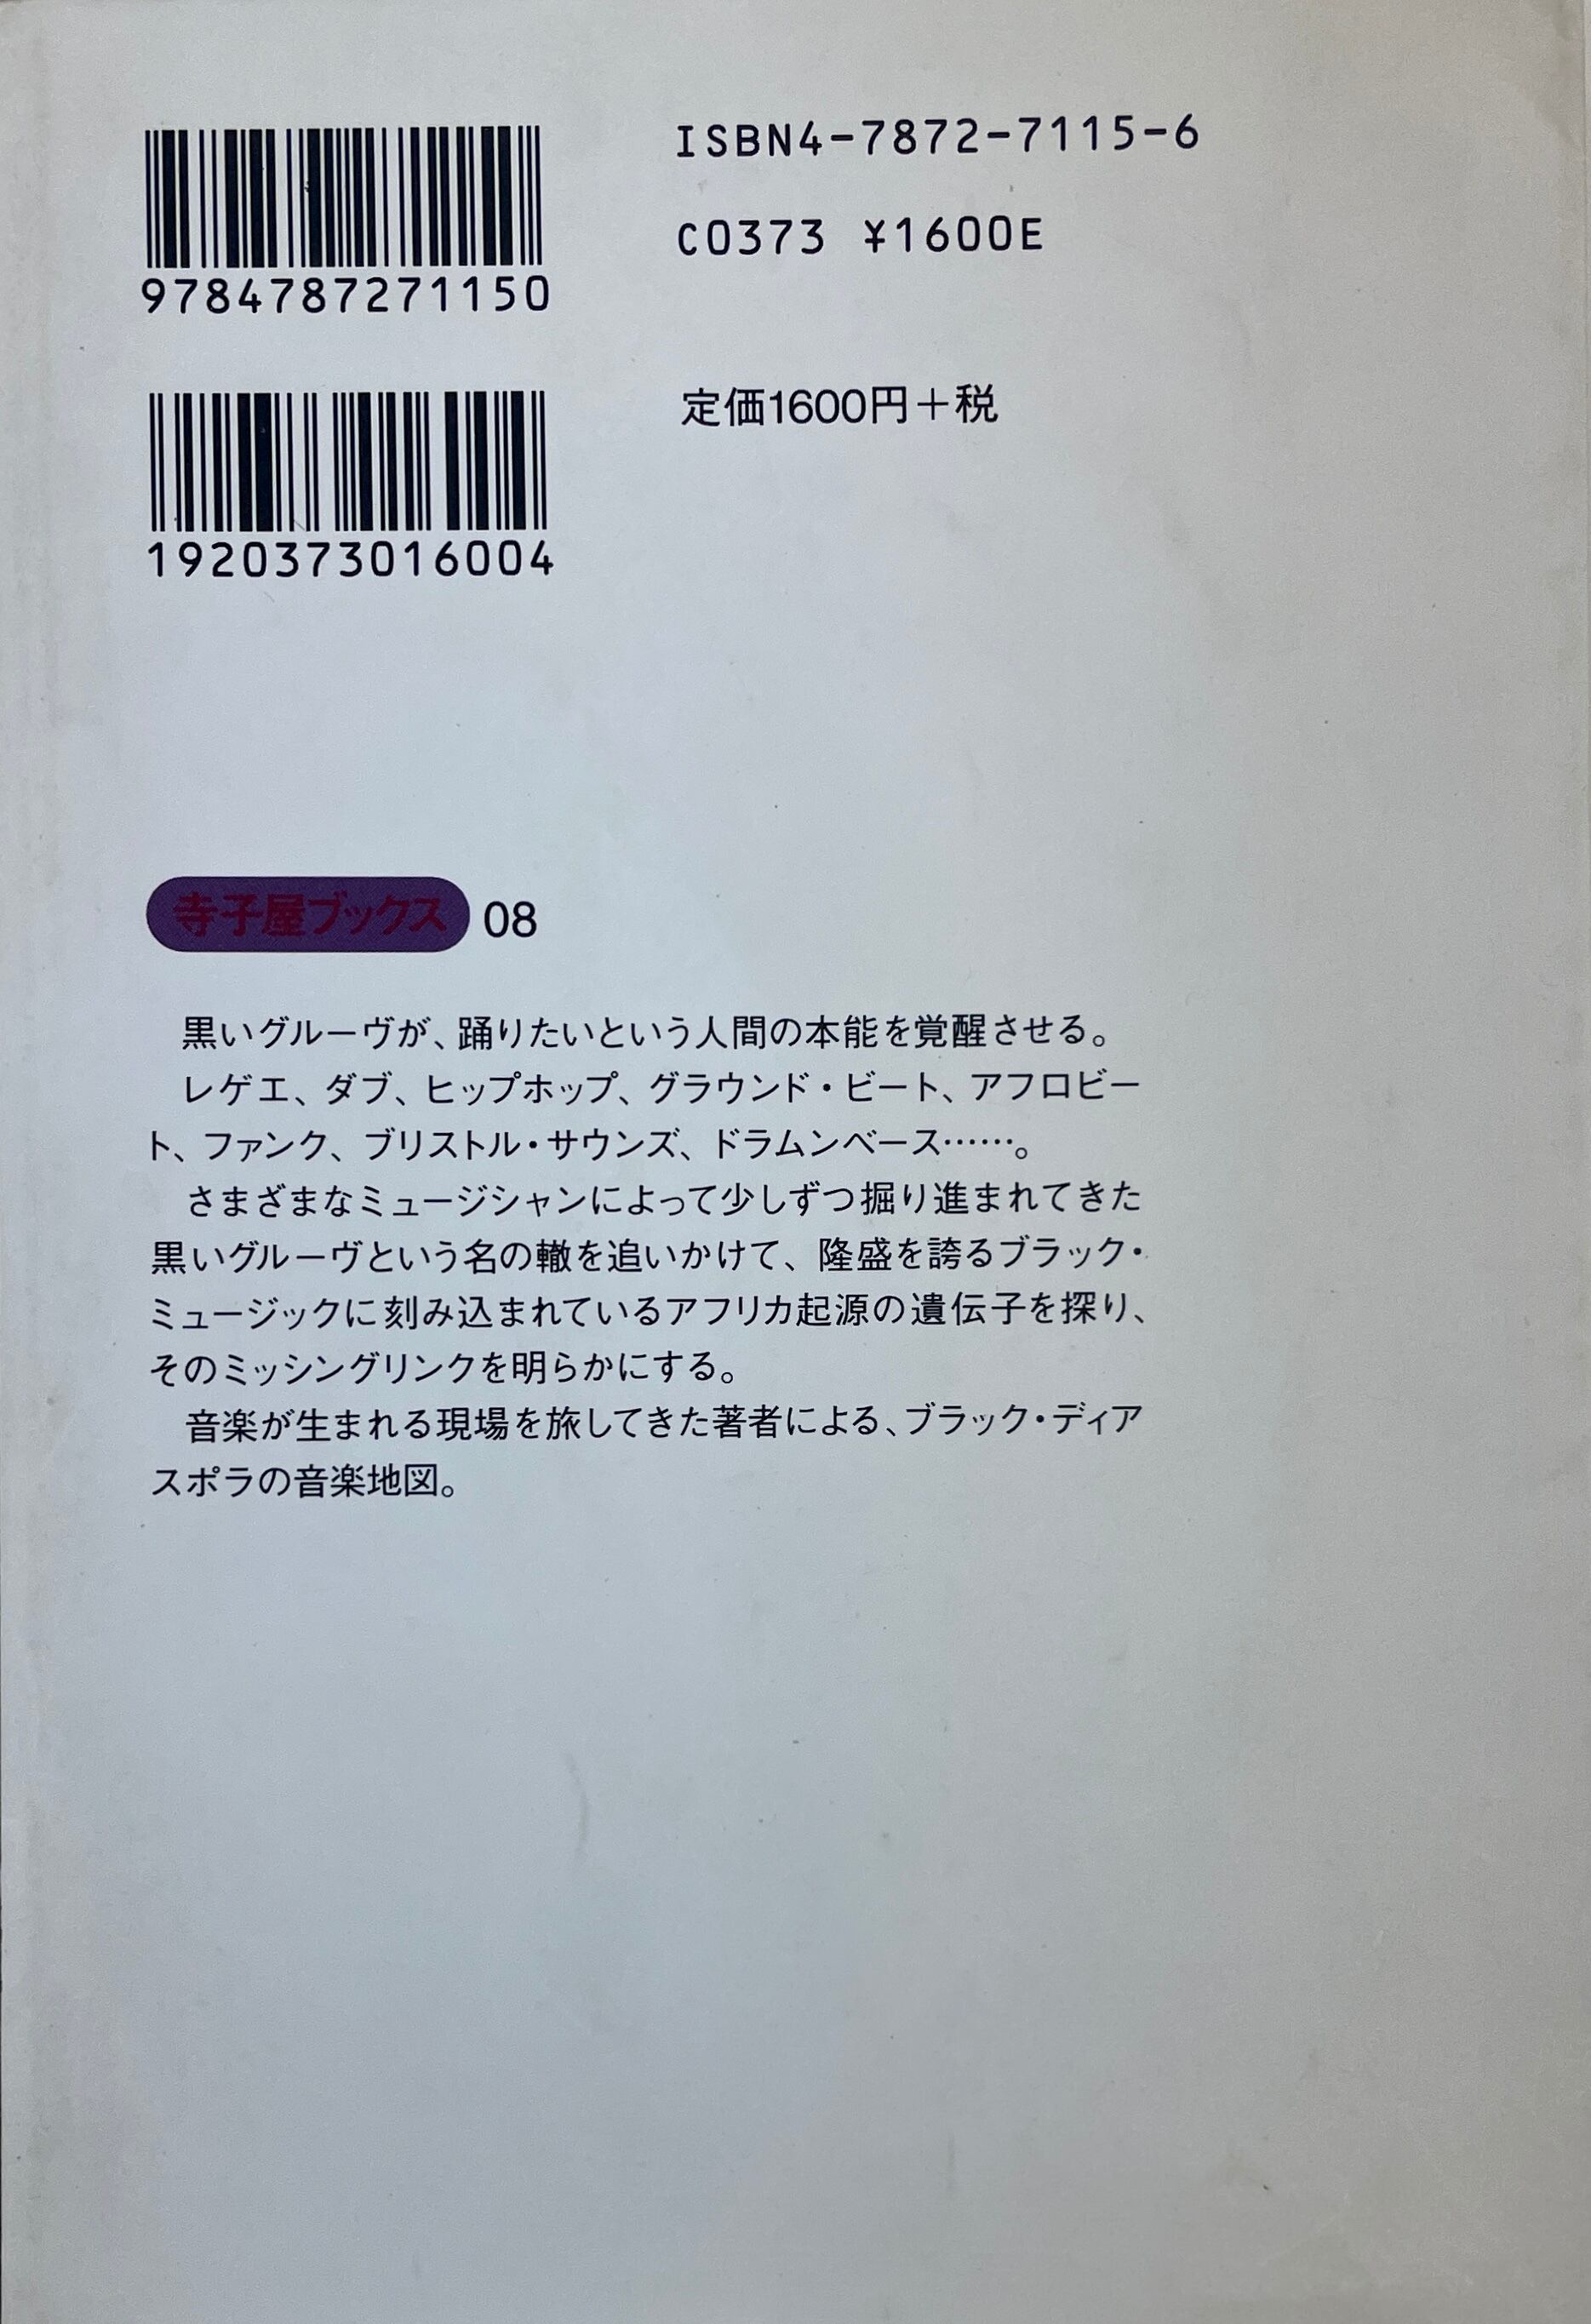 ISBN4-7872-7115-6
C0373 ¥1600E
9784787271150
定価1600円+税
1920373016004
寺子屋ブックス 08
黒いグルーヴが、踊りたいという人間の本能を覚醒させる。
レゲエ、ダブ、ヒップホップ、グラウンド・ビート、アフロビー
ト、ファンク、ブリストル・サウンズ、ドラムンベース……。
さまざまなミュージシャンによって少しずつ掘り進まれてきた
黒いグルーヴという名の轍を追いかけて、隆盛を誇るブラック・
ミュージックに刻み込まれているアフリカ起源の遺伝子を探り、
そのミッシングリンクを明らかにする。
音楽が生まれる現場を旅してきた著者による、ブラック・ディア
スポラの音楽地図。